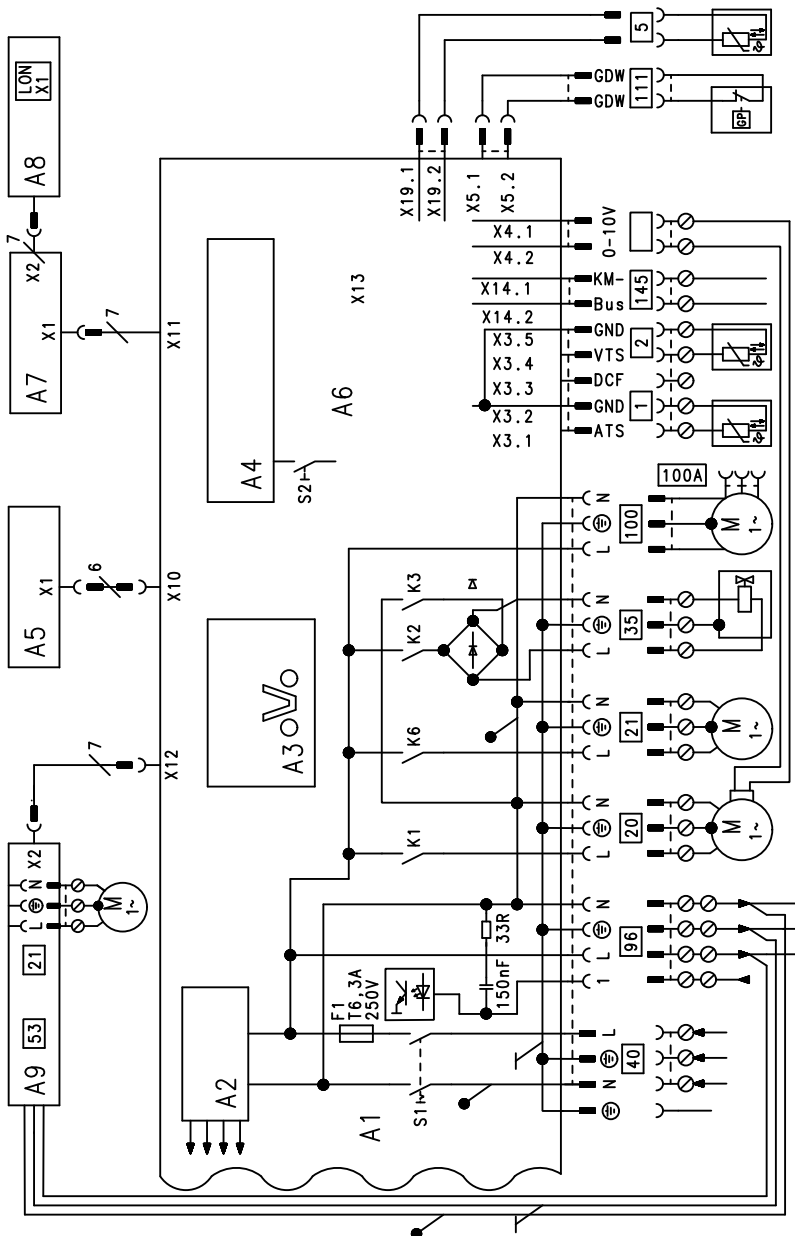 LON
X1
A8
X2
7
A7
X1
7
X11
A5
X1
6
X10
A9
53
21
L
N
X2
M
1~
7
X12
X19.1
X19.2
X5.1
X5.2
5
GDW
GDW
111
GP-
A4
S2
X13
A6
A3
A2
A1
F1
T6,3A
250V
S1
150nF
33R
K1
K6
K2
K3
X4.1
X4.2
X14.1
X14.2
X3.5
X3.4
X3.3
X3.2
X3.1
0-10V
KM-
Bus
145
GND
VTS
2
DCF
GND
ATS
1
ϑ
ϑ
ϑ
100A
N
L
100
M
1~
N
L
35
N
L
21
M
1~
N
L
20
M
1~
N
L
1
96
L
N
40